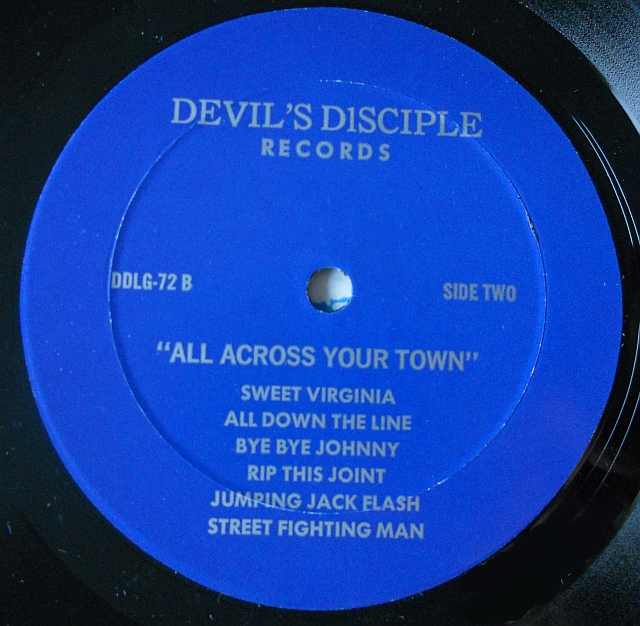 DEVIL'S D1SCIPLE
RECORDS
DDLG-72 B
SIDE TWO
"ALL ACROSS YOUR TOWN"
SWEET VIRGINIA
ALL DOWN THE LINE
BYE BYE JOHNNY
RIP THIS JOINT
JUMPING JACK FLASH
STREET FIGHTING MAN